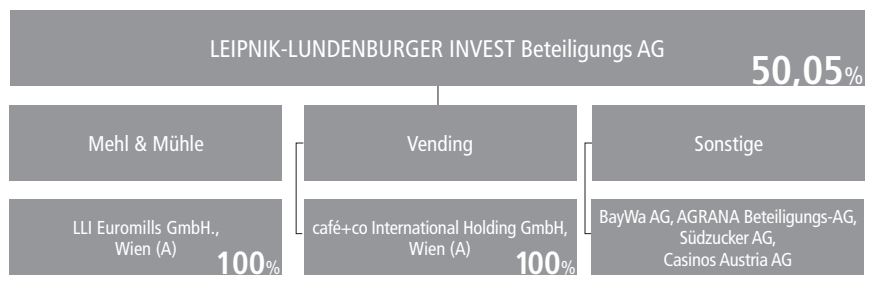 LEIPNIK-LUNDENBURGER INVEST Beteiligungs AG
50,05%
Mehl & Mühle
Vending
Sonstige
LLI Euromills GmbH.,
Wien (A)
100%
café+co International Holding GmbH,
Wien (A)
100%
BayWa AG, AGRANA Beteiligungs-AG,
Südzucker AG,
Casinos Austria AG